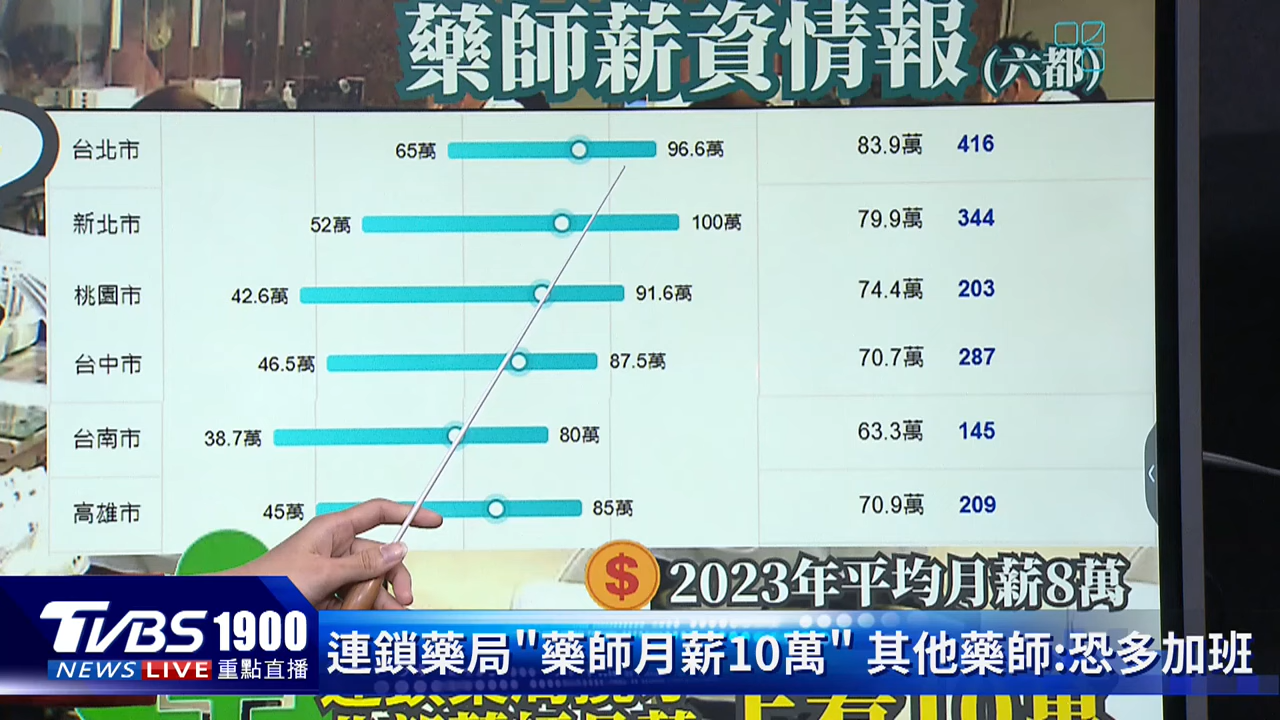 藥師薪資情報(六都)
台北市 65萬 96.6萬 83.9萬 416
新北市 52萬 100萬 79.9萬 344
桃園市 42.6萬 91.6萬 74.4萬 203
台中市 46.5萬 87.5萬 70.7萬 287
台南市 38.7萬 80萬 63.3萬 145
高雄市 45萬 85萬 70.9萬 209
$ 2023年平均月薪8萬
TVBS 1900
NEWS LIVE 重點直播
連鎖藥局"藥師月薪10萬" 其他藥師:恐多加班